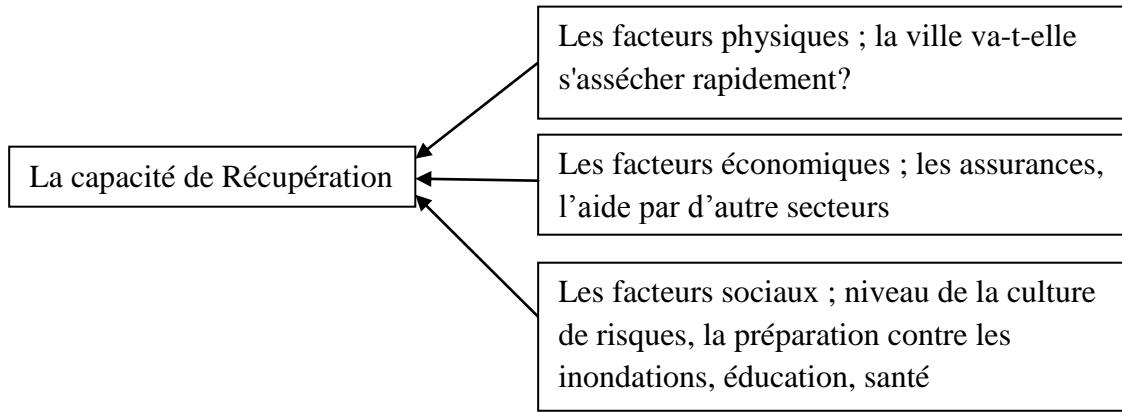 Les facteurs physiques ; la ville va-t-elle
s'assécher rapidement?
La capacité de Récupération
Les facteurs économiques ; les assurances,
l’aide par d’autre secteurs
Les facteurs sociaux ; niveau de la culture
de risques, la préparation contre les
inondations, éducation, santé